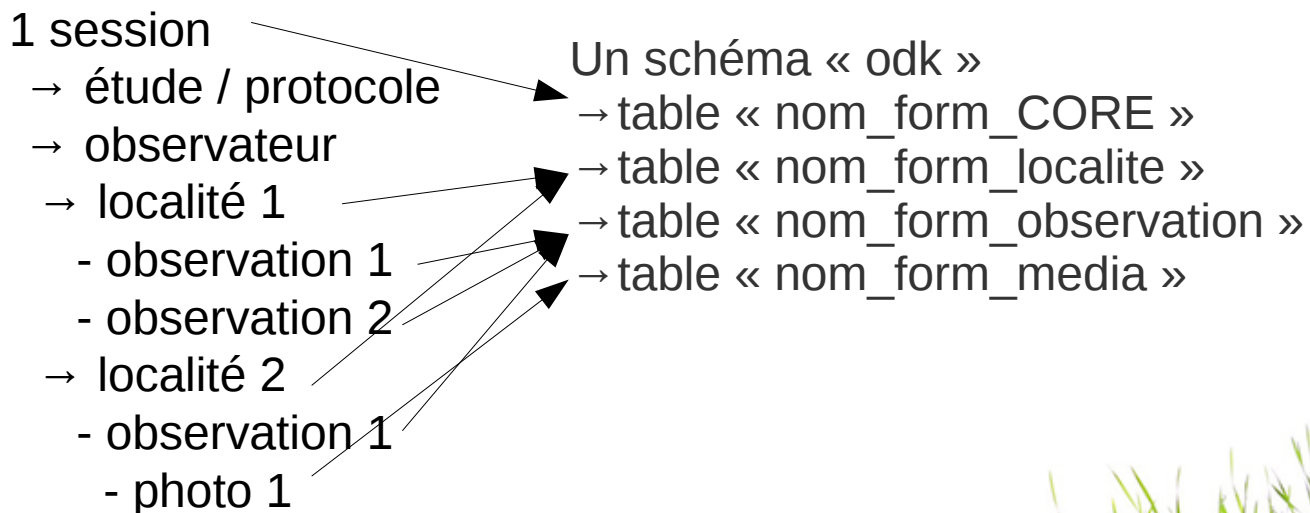 1 session
→ étude / protocole
→ observateur
→ localité 1
- observation 1
- observation 2
→ localité 2
- observation 1
- photo 1
Un schéma « odk »
→ table « nom_form_CORE »
→ table « nom_form_localite »
→ table « nom_form_observation »
→ table « nom_form_media »